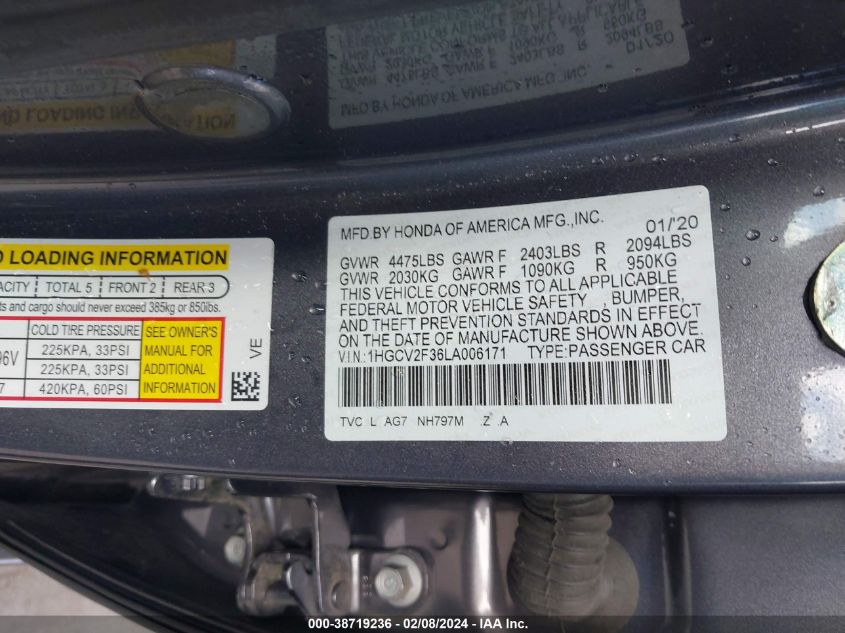 MFD.BY HONDA OF AMERICA MFG.,INC. 01/'20
GVWR 4475LBS GAWR F 2403LBS R 2094LBS
GVWR 2030KG GAWR F 1090KG R 950KG
THIS VEHICLE CONFORMS TO ALL APPLICABLE
FEDERAL MOTOR VEHICLE SAFETY , BUMPER,
AND THEFT PREVENTION STANDARDS IN EFFECT
ON THE DATE OF MANUFACTURE SHOWN ABOVE.
V.I.N.:1HGCV2F36LA006171 TYPE:PASSENGER CAR
TVC L AG7 NH797M .Z .A
LOADING INFORMATION
TOTAL 5 FRONT 2 REAR 3
and cargo should never exceed 385kg or 850lbs.
COLD TIRE PRESSURE
225KPA, 33PSI
225KPA, 33PSI
420KPA, 60PSI
SEE OWNER'S
MANUAL FOR
ADDITIONAL
INFORMATION
VE
000-38719236 - 02/08/2024 - IAA Inc.